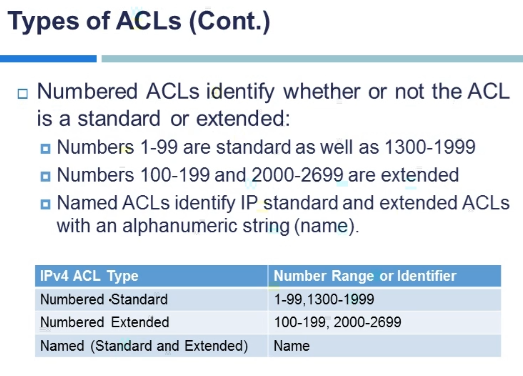 Types of ACLs (Cont.)
Numbered ACLs identify whether or not the ACL
is a standard or extended:
Numbers 1-99 are standard as well as 1300-1999
Numbers 100-199 and 2000-2699 are extended
Named ACLs identify IP standard and extended ACLs
with an alphanumeric string (name).
IPv4 ACL Type Number Range or Identifier
Numbered Standard 1-99,1300-1999
Numbered Extended 100-199, 2000-2699
Named (Standard and Extended) Name